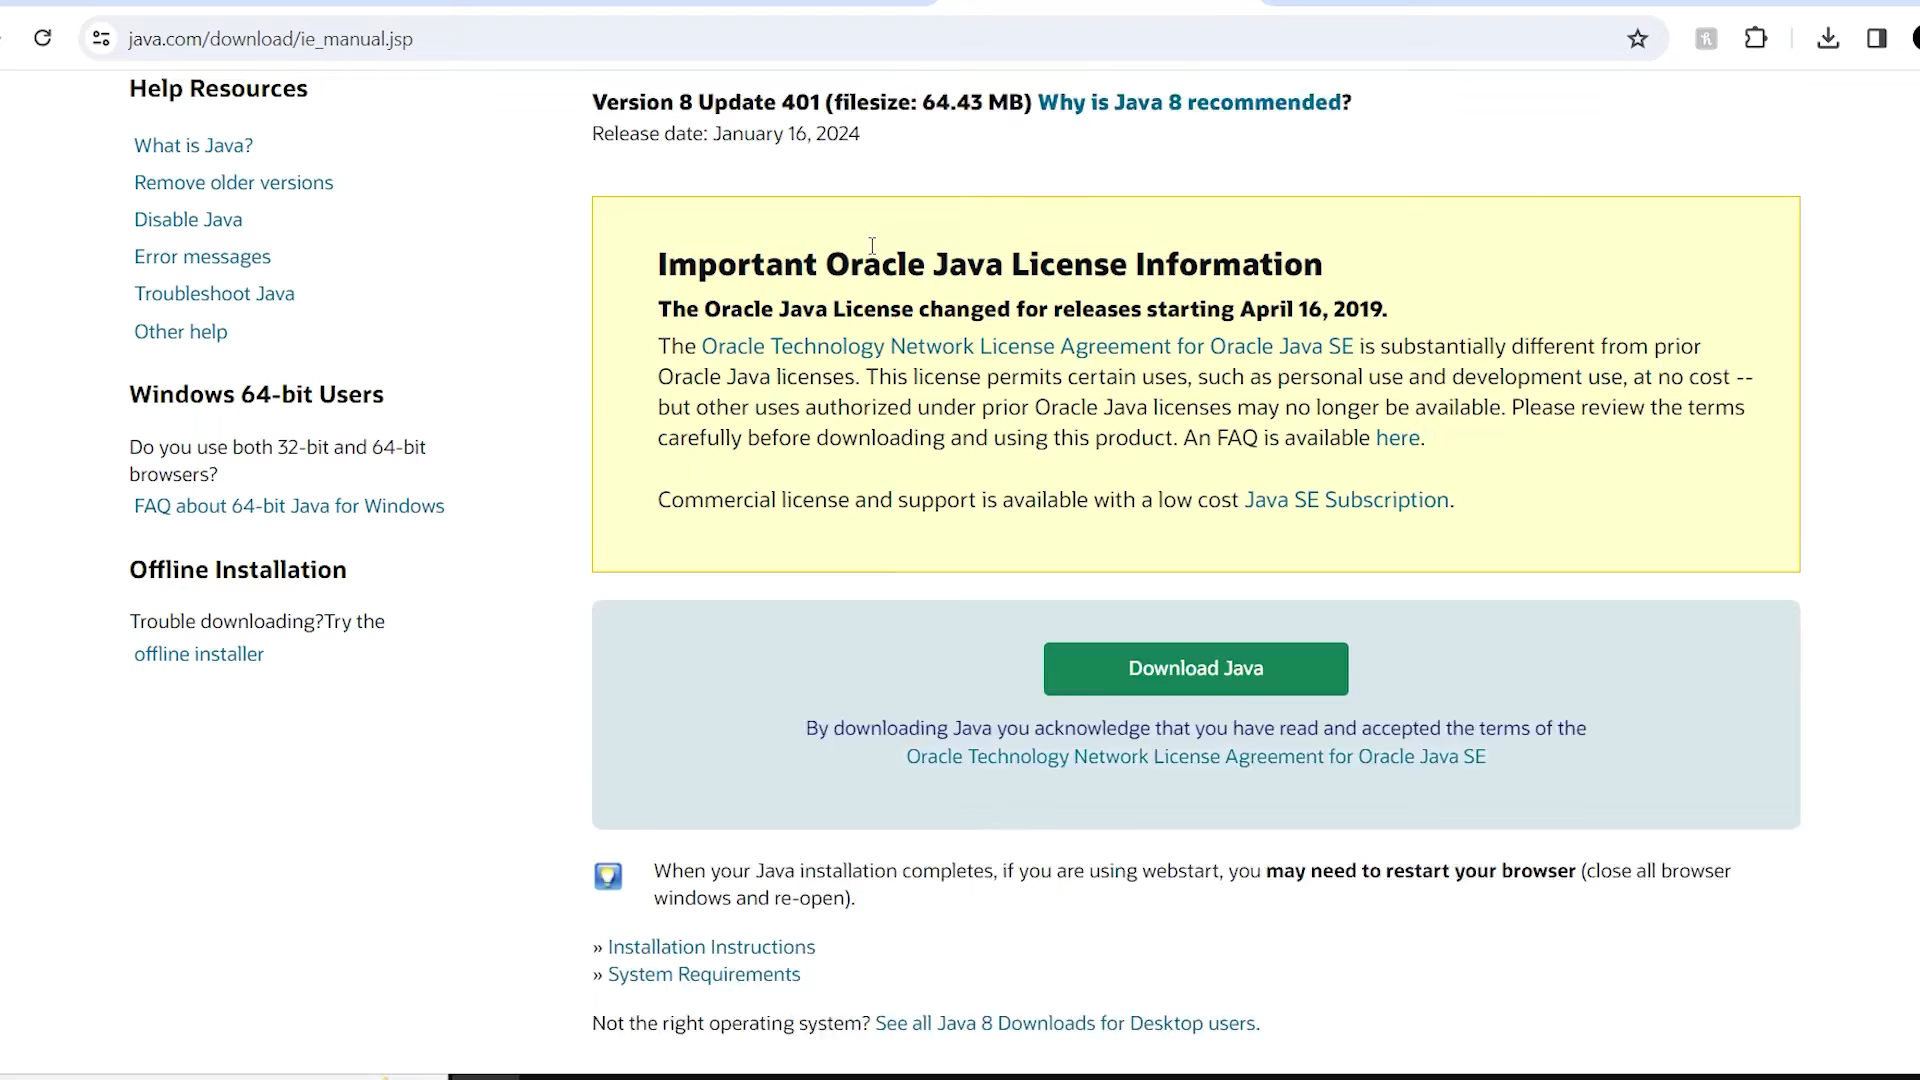 java.com/download/ie_manual.jsp
Help Resources
What is Java?
Remove older versions
Disable Java
Error messages
Troubleshoot Java
Other help
Windows 64-bit Users
Do you use both 32-bit and 64-bit
browsers?
FAQ about 64-bit Java for Windows
Offline Installation
Trouble downloading?Try the
offline installer
Version 8 Update 401 (filesize: 64.43 MB) Why is Java 8 recommended?
Release date: January 16, 2024
Important Oracle Java License Information
The Oracle Java License changed for releases starting April 16, 2019.
The Oracle Technology Network License Agreement for Oracle Java SE is substantially different from prior
Oracle Java licenses. This license permits certain uses, such as personal use and development use, at no cost --
but other uses authorized under prior Oracle Java licenses may no longer be available. Please review the terms
carefully before downloading and using this product. An FAQ is available here.
Commercial license and support is available with a low cost Java SE Subscription.
Download Java
By downloading Java you acknowledge that you have read and accepted the terms of the
Oracle Technology Network License Agreement for Oracle Java SE
When your Java installation completes, if you are using webstart, you may need to restart your browser (close all browser
windows and re-open).
» Installation Instructions
» System Requirements
Not the right operating system? See all Java 8 Downloads for Desktop users.